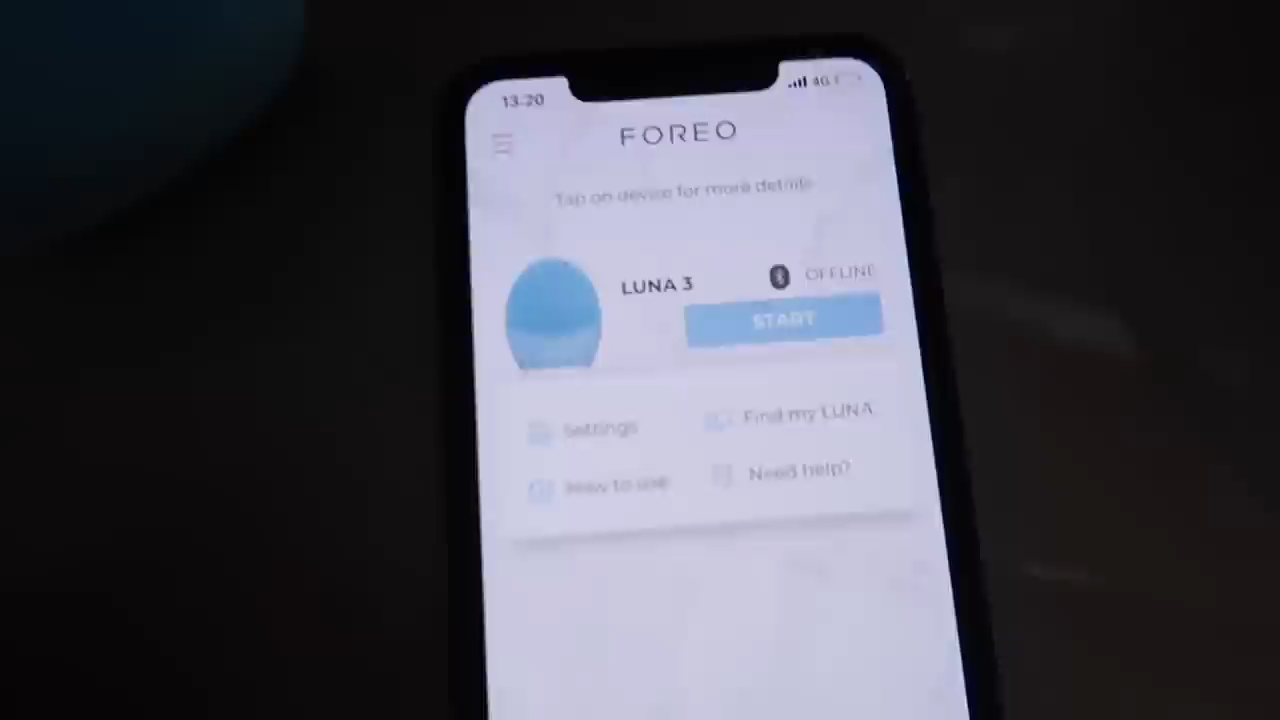 13:20
4G
FOREO
Tap on device for more details
LUNA 3
OFFLINE
START
Settings
Find my LUNA
How to use
Need help?